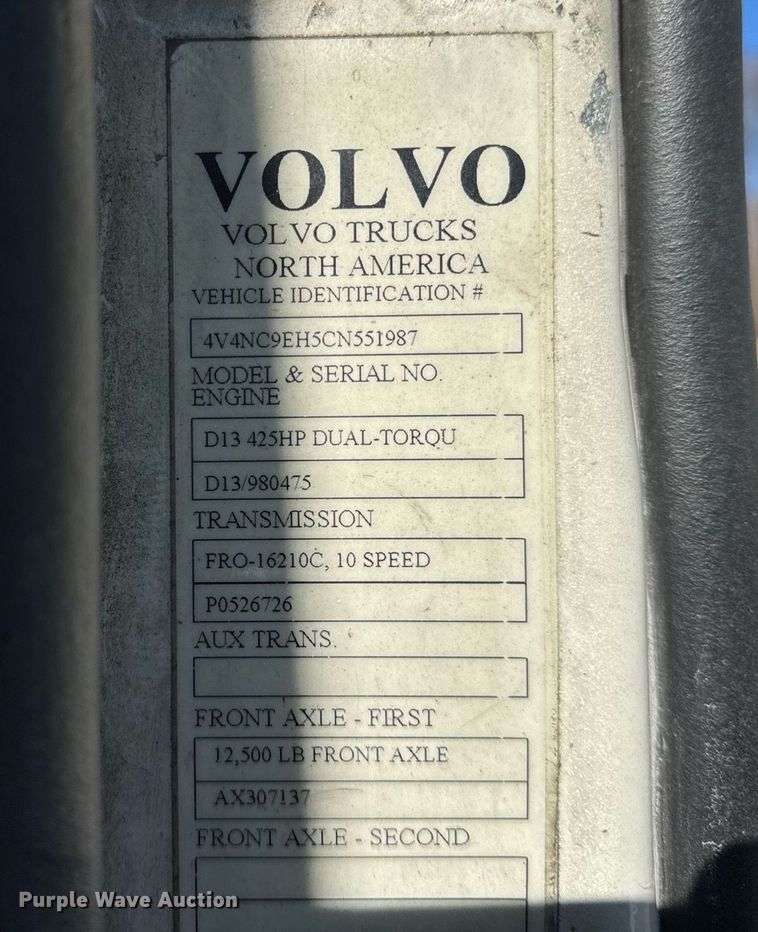 VOLVO
VOLVO TRUCKS
NORTH AMERICA
VEHICLE IDENTIFICATION #
4V4NC9EH5CN551987
MODEL & SERIAL NO.
ENGINE
D13 425HP DUAL-TORQU
D13/980475
TRANSMISSION
FRO-16210C, 10 SPEED
P0526726
AUX TRANS.
FRONT AXLE - FIRST
12,500 LB FRONT AXLE
AX307137
FRONT AXLE - SECOND
Purple Wave Auction